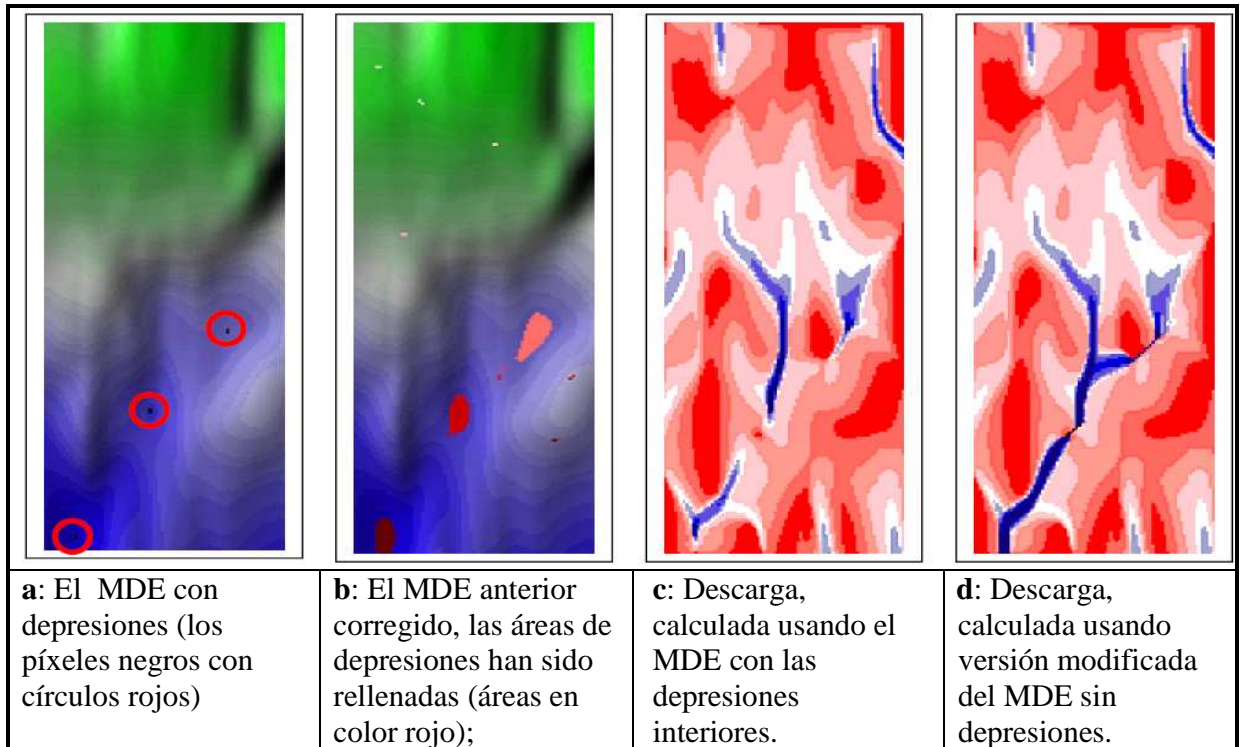 a: El MDE con
depresiones (los
píxeles negros con
círculos rojos)
b: El MDE anterior
corregido, las áreas de
depresiones han sido
rellenadas (áreas en
color rojo);
c: Descarga,
calculada usando el
MDE con las
depresiones
interiores.
d: Descarga,
calculada usando
versión modificada
del MDE sin
depresiones.